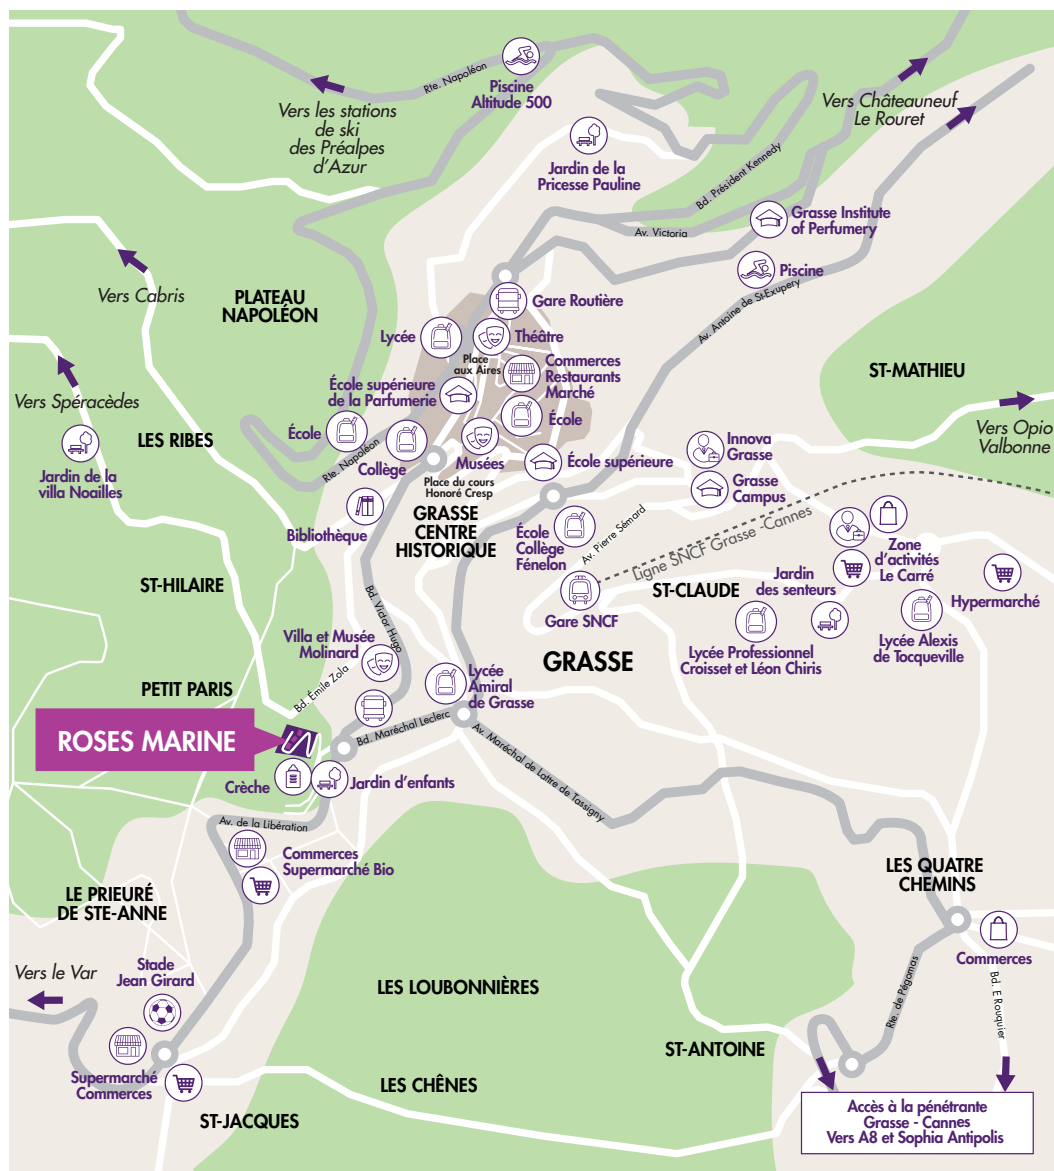 Rte. Napoléon
Piscine
Altitude 500
Vers les stations
de ski
des Préalpes
d'Azur
Vers Châteauneuf
Le Rouret
Jardin de la
Pricesse Pauline
Bd. Président Kennedy
Av. Victoria
Grasse Institute
of Perfumery
Piscine
Av. Antoine de St-Exupery
Vers Cabris
PLATEAU
NAPOLÉON
Gare Routière
Lycée
Théâtre
Place
aux Aires
Commerces
Restaurants
Marché
École supérieure
de la Parfumerie
École
ST-MATHIEU
Vers Spéracèdes
Vers Opio
Valbonne
LES RIBES
École
Rte. Napoléon
Collège
Musées
École supérieure
Innova
Grasse
Jardin de la
villa Noailles
Place du cours
Honoré Cresp
Grasse
Campus
Bibliothèque
GRASSE
CENTRE
HISTORIQUE
École
Collège
Fénelon
Av. Pierre Sémard
Ligne SNCF Grasse -Cannes
Zone
d'activités
Le Carré
ST-HILAIRE
ST-CLAUDE
Jardin
des senteurs
Hypermarché
Bd. Victor Hugo
Gare SNCF
Villa et Musée
Molinard
Lycée Professionnel
Croisset et Léon Chiris
Lycée Alexis
de Tocqueville
GRASSE
PETIT PARIS
Bd. Émile Zola
Lycée
Amiral
de Grasse
ROSES MARINE
Bd. Maréchal Leclerc
Av. Maréchal de Lattre de Tassigny
Crèche
Jardin d'enfants
Av. de la Libération
Commerces
Supermarché Bio
LES QUATRE
CHEMINS
LE PRIEURÉ
DE STE-ANNE
Commerces
Vers le Var
Stade
Jean Girard
LES LOUBONNIÈRES
Rte. de Pégomas
Bd. E Rouquier
ST-ANTOINE
Supermarché
Commerces
LES CHÊNES
ST-JACQUES
Accès à la pénétrante
Grasse - Cannes
Vers A8 et Sophia Antipolis